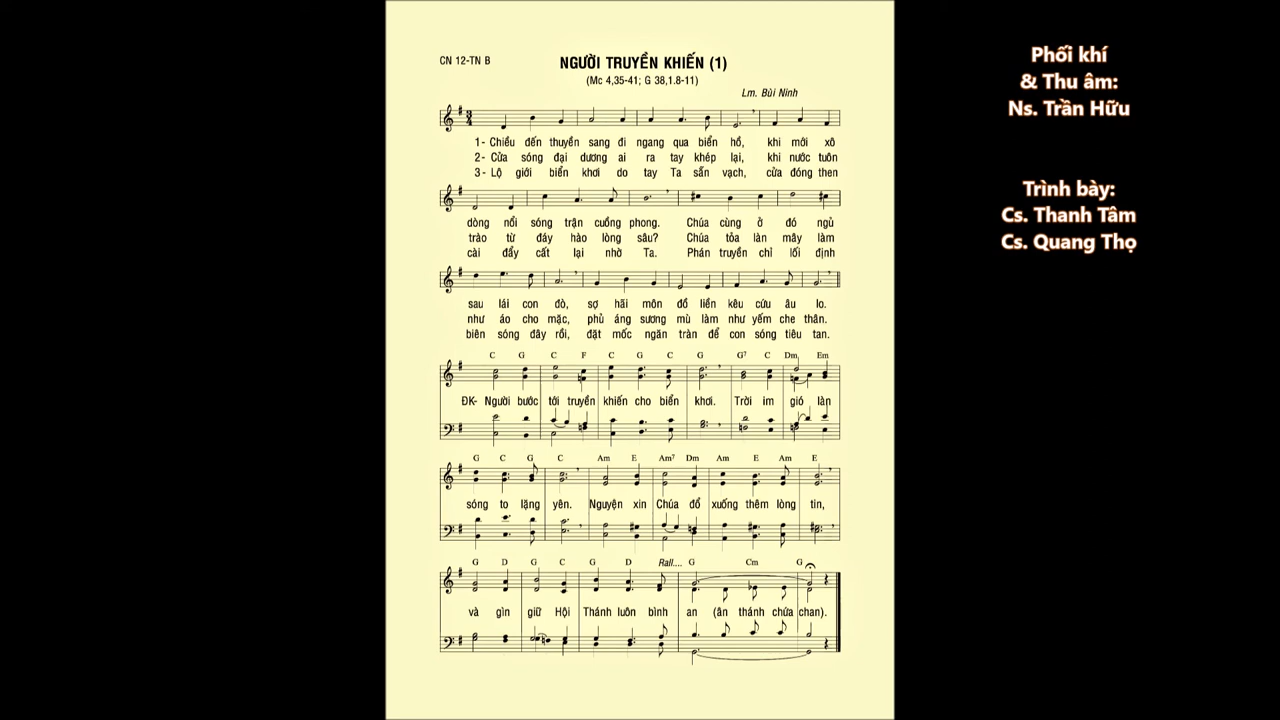 CN 12-TN B
NGƯỜI TRUYỀN KHIẾN (1)
(Mc 4,35-41; G 38,1.8-11)
Lm. Bùi Ninh
1- Chiều đến thuyền sang đi ngang qua biển hồ, khi mới xô
2- Cửa sóng đại dương ai ra tay khép lại, khi nước tuôn
3- Lộ giới biển khơi do tay Ta sẵn vạch, cửa đóng then
dòng nổi sóng trận cuồng phong. Chúa cùng ở đó ngủ
trào từ đáy hào lòng sâu? Chúa tỏa làn mây làm
cài đẩy cất lại nhờ Ta. Phán truyền chỉ lối định
sau lái con đò, sợ hãi môn đồ liền kêu cứu âu lo.
như áo cho mặc, phủ áng sương mù làm như yếm che thân.
biên sóng đây rồi, đặt mốc ngăn tràn để con sóng tiêu tan.
C G C F C G C G G7 C Dm Em
ĐK- Người bước tới truyền khiến cho biển khơi. Trời im gió làn
G C G C Am E Am7 Dm Am E Am E
sóng to lặng yên. Nguyện xin Chúa đổ xuống thêm lòng tin,
G D G C G D Rall.... G Cm G
và gìn giữ Hội Thánh luôn bình an (ân thánh chứa chan).
Phối khí
& Thu âm:
Ns. Trần Hữu
Trình bày:
Cs. Thanh Tâm
Cs. Quang Thọ